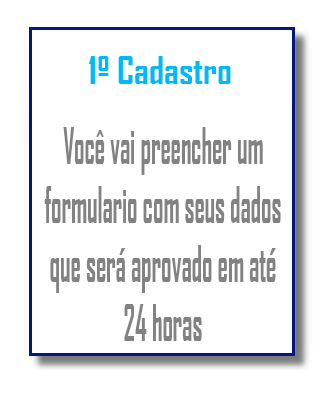 1º Cadastro
Você vai preencher um
formulario com seus dados
que será aprovado em até
24 horas